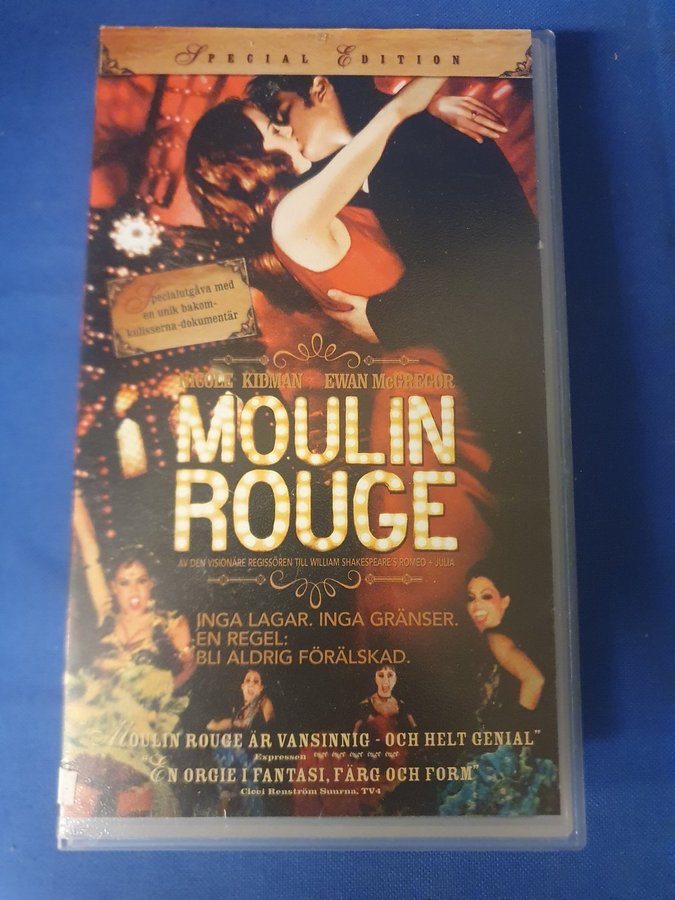 SPECIAL EDITION
Specialutgåva med
en unik bakom-
kulisserna-dokumentär
NICOLE KIDMAN EWAN McGREGOR
MOULIN
ROUGE
AV DEN VISIONÄRE REGISSÖREN TILL WILLIAM SHAKESPEARE'S ROMEO + JULIA
INGA LAGAR. INGA GRÄNSER.
EN REGEL:
BLI ALDRIG FÖRÄLSKAD.
"MOULIN ROUGE ÄR VANSINNIG - OCH HELT GENIAL"
Expressen
"EN ORGIE I FANTASI, FÄRG OCH FORM"
Cicci Renström Suurna, TV4